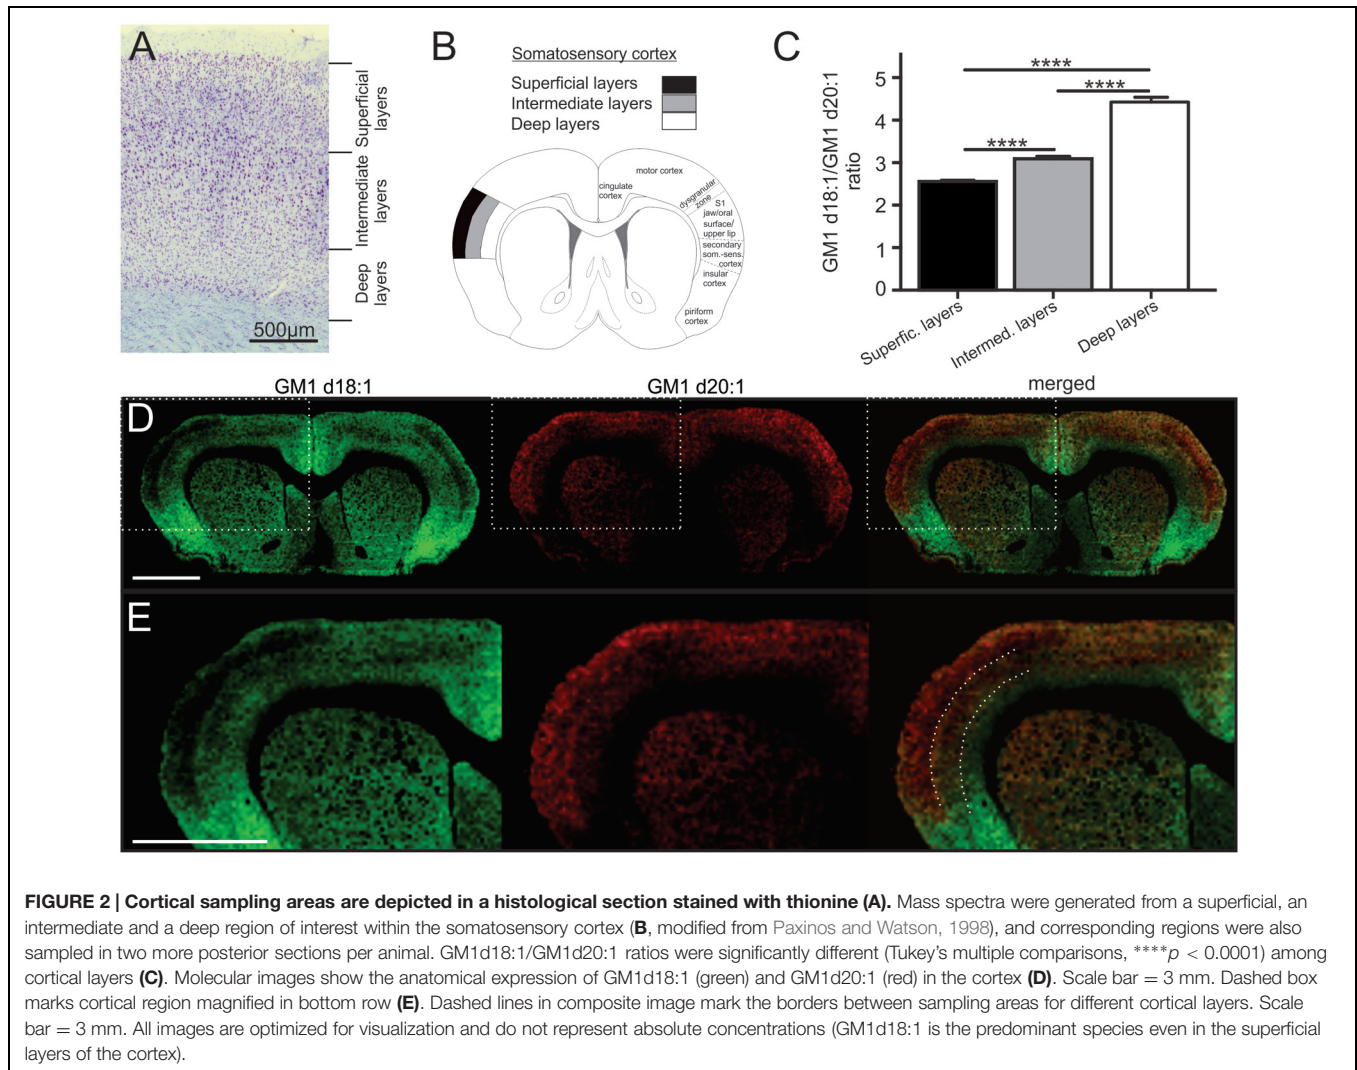 A
Superficial
layers
Intermediate
layers
Deep
layers
500µm
B
Somatosensory cortex
Superficial layers
Intermediate layers
Deep layers
motor cortex
cingulate
cortex
dysgranular
zone
S1
jaw/oral
surface/
upper lip
secondary
som.-sens.
cortex
insular
cortex
piriform
cortex
C
GM1 d18:1/GM1 d20:1
ratio
5
4
3
2
1
0
****
****
****
Superfic. layers
Intermed. layers
Deep layers
GM1 d18:1
GM1 d20:1
merged
D
E
FIGURE 2 | Cortical sampling areas are depicted in a histological section stained with thionine (A). Mass spectra were generated from a superficial, an
intermediate and a deep region of interest within the somatosensory cortex (B, modified from Paxinos and Watson, 1998), and corresponding regions were also
sampled in two more posterior sections per animal. GM1d18:1/GM1d20:1 ratios were significantly different (Tukey's multiple comparisons, ****p < 0.0001) among
cortical layers (C). Molecular images show the anatomical expression of GM1d18:1 (green) and GM1d20:1 (red) in the cortex (D). Scale bar = 3 mm. Dashed box
marks cortical region magnified in bottom row (E). Dashed lines in composite image mark the borders between sampling areas for different cortical layers. Scale
bar = 3 mm. All images are optimized for visualization and do not represent absolute concentrations (GM1d18:1 is the predominant species even in the superficial
layers of the cortex).